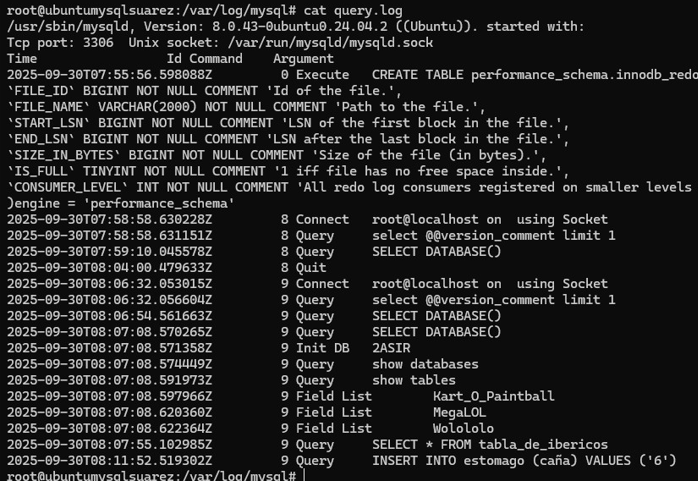 root@ubuntumysqlsuarez:/var/log/mysql# cat query.log
/usr/sbin/mysqld, Version: 8.0.43-0ubuntu0.24.04.2 ((Ubuntu)). started with:
Tcp port: 3306  Unix socket: /var/run/mysqld/mysqld.sock
Time                 Id Command    Argument
2025-09-30T07:55:56.598088Z         0 Execute   CREATE TABLE performance_schema.innodb_redo
`FILE_ID` BIGINT NOT NULL COMMENT 'Id of the file.',
`FILE_NAME` VARCHAR(2000) NOT NULL COMMENT 'Path to the file.',
`START_LSN` BIGINT NOT NULL COMMENT 'LSN of the first block in the file.',
`END_LSN` BIGINT NOT NULL COMMENT 'LSN after the last block in the file.',
`SIZE_IN_BYTES` BIGINT NOT NULL COMMENT 'Size of the file (in bytes).',
`IS_FULL` TINYINT NOT NULL COMMENT '1 iff file has no free space inside.',
`CONSUMER_LEVEL` INT NOT NULL COMMENT 'All redo log consumers registered on smaller levels
)engine = 'performance_schema'
2025-09-30T07:58:58.630228Z         8 Connect   root@localhost on  using Socket
2025-09-30T07:58:58.631151Z         8 Query     select @@version_comment limit 1
2025-09-30T07:59:10.045578Z         8 Query     SELECT DATABASE()
2025-09-30T08:04:00.479633Z         8 Quit
2025-09-30T08:06:32.053015Z         9 Connect   root@localhost on  using Socket
2025-09-30T08:06:32.056604Z         9 Query     select @@version_comment limit 1
2025-09-30T08:06:54.561663Z         9 Query     SELECT DATABASE()
2025-09-30T08:07:08.570265Z         9 Query     SELECT DATABASE()
2025-09-30T08:07:08.571358Z         9 Init DB   2ASIR
2025-09-30T08:07:08.574449Z         9 Query     show databases
2025-09-30T08:07:08.591973Z         9 Query     show tables
2025-09-30T08:07:08.597966Z         9 Field List        Kart_O_Paintball
2025-09-30T08:07:08.620360Z         9 Field List        MegaLOL
2025-09-30T08:07:08.622364Z         9 Field List        Wolololo
2025-09-30T08:07:55.102985Z         9 Query     SELECT * FROM tabla_de_ibericos
2025-09-30T08:11:52.519302Z         9 Query     INSERT INTO estomago (caña) VALUES ('6')
root@ubuntumysqlsuarez:/var/log/mysql#